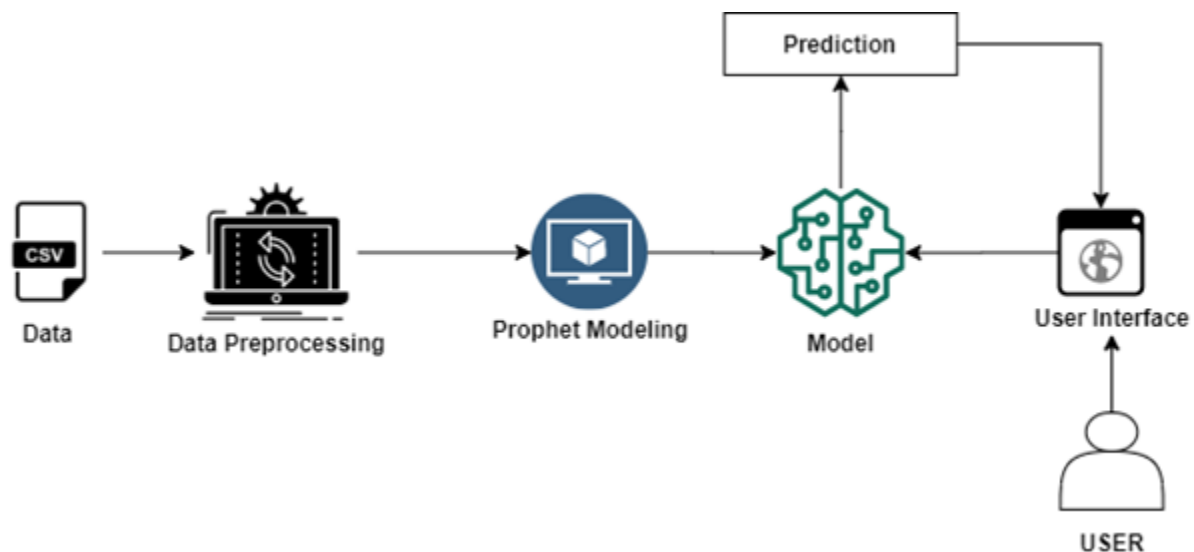 Prediction
CSV
Data
Data Preprocessing
Prophet Modeling
Model
User Interface
USER